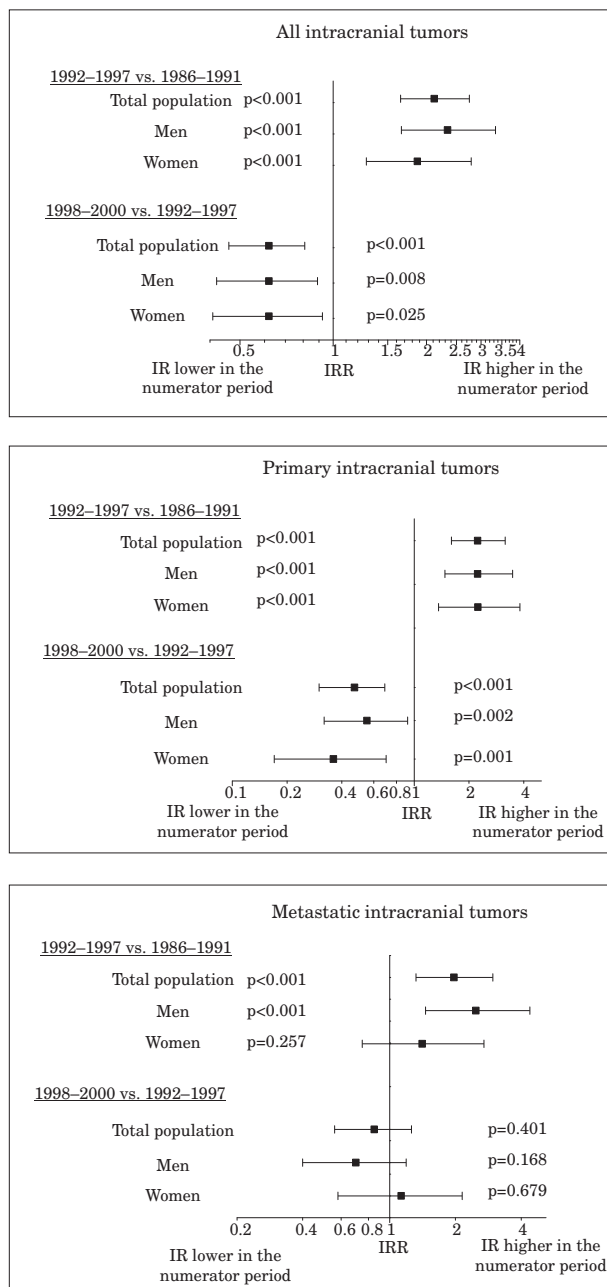 All intracranial tumors
1992–1997 vs. 1986–1991
Total population p<0.001
Men p<0.001
Women p<0.001
1998–2000 vs. 1992–1997
Total population p<0.001
Men p=0.008
Women p=0.025
0.5 1 1.5 2 2.5 3 3.5 4
IR lower in the numerator period
IRR
IR higher in the numerator period
Primary intracranial tumors
1992–1997 vs. 1986–1991
Total population p<0.001
Men p<0.001
Women p<0.001
1998–2000 vs. 1992–1997
Total population p<0.001
Men p=0.002
Women p=0.001
0.1 0.2 0.4 0.6 0.8 1 2 4
IR lower in the numerator period
IRR
IR higher in the numerator period
Metastatic intracranial tumors
1992–1997 vs. 1986–1991
Total population p<0.001
Men p<0.001
Women p=0.257
1998–2000 vs. 1992–1997
Total population p=0.401
Men p=0.168
Women p=0.679
0.2 0.4 0.6 0.8 1 2 4
IR lower in the numerator period
IRR
IR higher in the numerator period